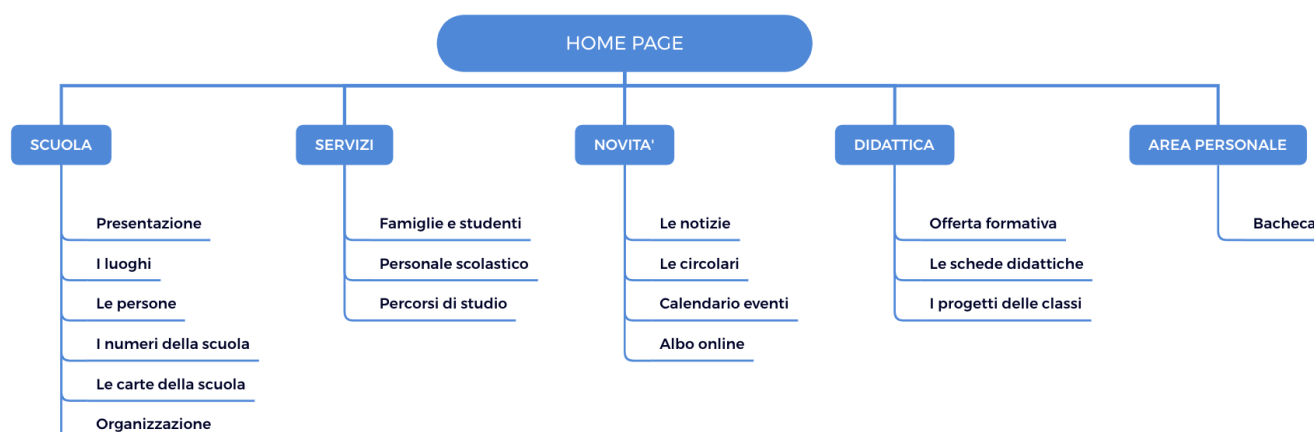 HOME PAGE
SCUOLA
SERVIZI
NOVITA'
DIDATTICA
AREA PERSONALE
Presentazione
I luoghi
Le persone
I numeri della scuola
Le carte della scuola
Organizzazione
Famiglie e studenti
Personale scolastico
Percorsi di studio
Le notizie
Le circolari
Calendario eventi
Albo online
Offerta formativa
Le schede didattiche
I progetti delle classi
Bacheca